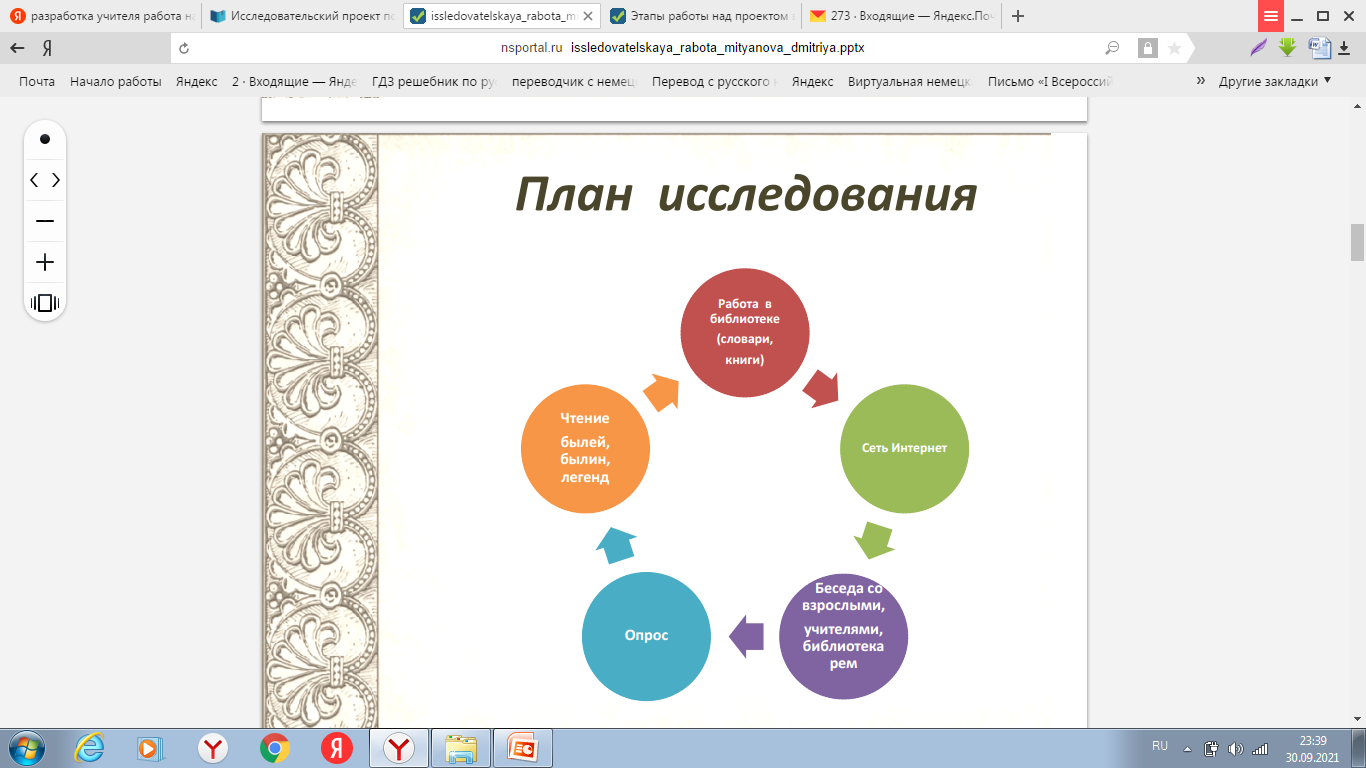 разработка учителя работа на
Исследовательский проект по
issledovatelskaya_rabota_m
Этапы работы над проектом
273 · Входящие — Яндекс.Поч
nsportal.ru issledovatelskaya_rabota_mityanova_dmitriya.pptx
Почта
Начало работы
Яндекс
2 · Входящие — Янде
ГДЗ решебник по ру
переводчик с немец
Перевод с русского
Яндекс
Виртуальная немецк
Письмо «I Всероссий
» Другие закладки
План исследования
Работа в
библиотеке
(словари,
книги)
Сеть Интернет
Беседа со
взрослыми,
учителями,
библиотека
рем
Опрос
Чтение
былей,
былин,
легенд
RU
23:39
30.09.2021